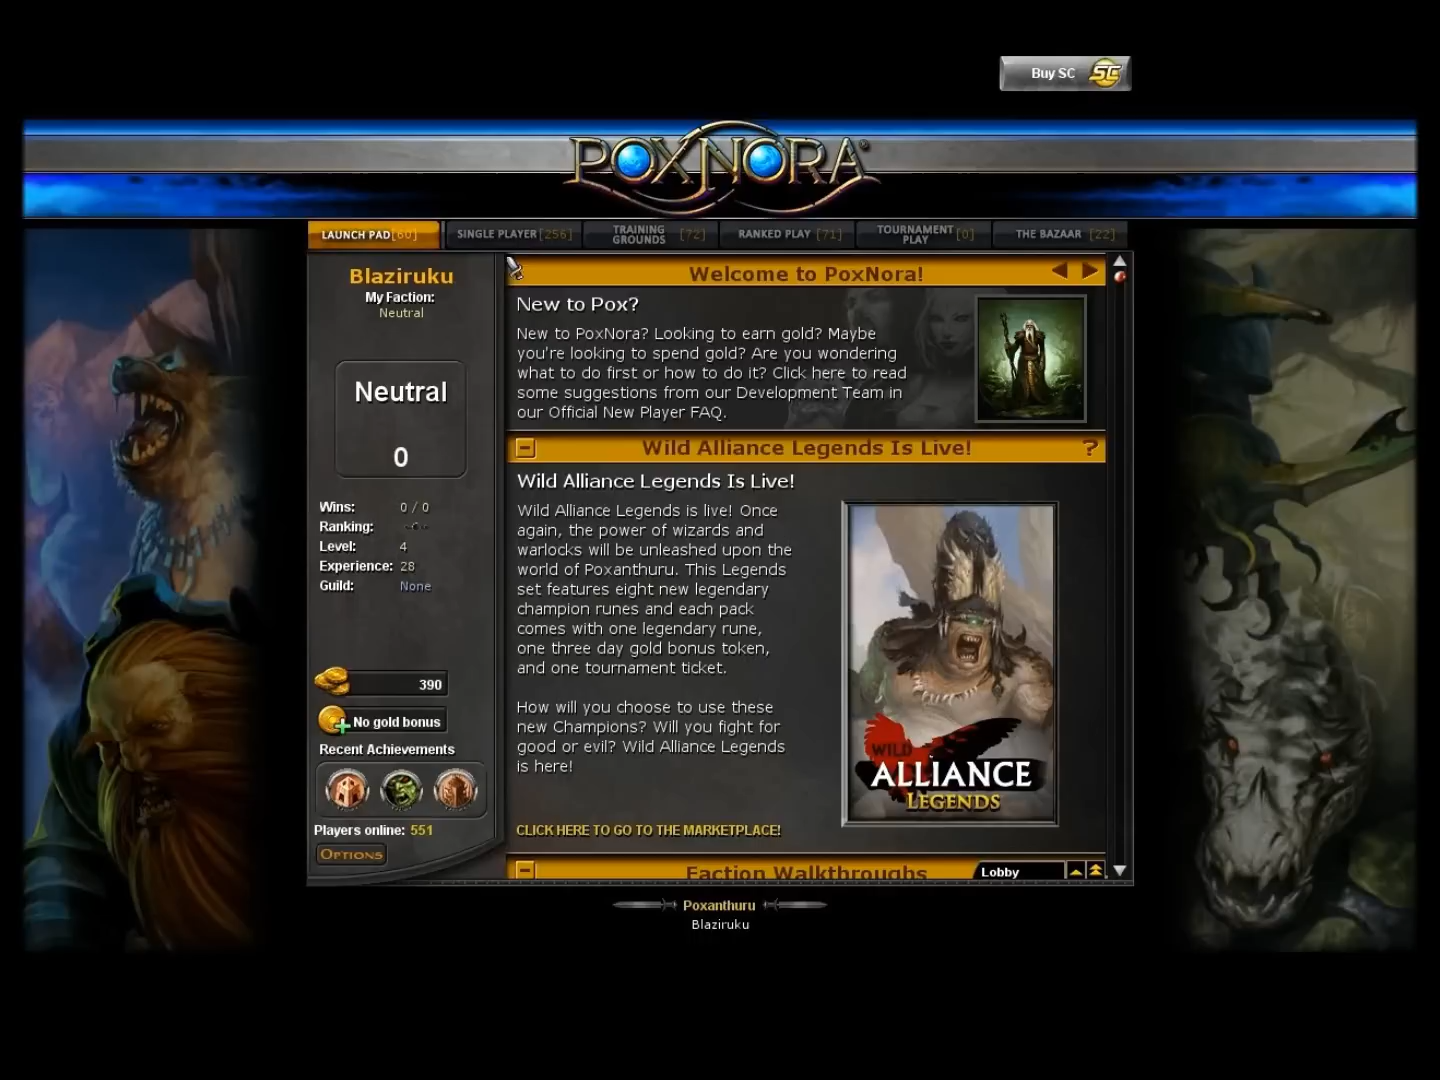 Buy SC SC
POXNORA
LAUNCH PAD [60]
SINGLE PLAYER [256]
TRAINING GROUNDS [72]
RANKED PLAY [71]
TOURNAMENT PLAY [0]
THE BAZAAR [22]
Blaziruku
My Faction:
Neutral
Neutral
0
Wins: 0 / 0
Ranking:
Level: 4
Experience: 28
Guild: None
390
No gold bonus
Recent Achievements
Players online: 551
OPTIONS
Welcome to PoxNora!
New to Pox?
New to PoxNora? Looking to earn gold? Maybe
you're looking to spend gold? Are you wondering
what to do first or how to do it? Click here to read
some suggestions from our Development Team in
our Official New Player FAQ.
Wild Alliance Legends Is Live! ?
Wild Alliance Legends Is Live!
Wild Alliance Legends is live! Once
again, the power of wizards and
warlocks will be unleashed upon the
world of Poxanthuru. This Legends
set features eight new legendary
champion runes and each pack
comes with one legendary rune,
one three day gold bonus token,
and one tournament ticket.
How will you choose to use these
new Champions? Will you fight for
good or evil? Wild Alliance Legends
is here!
WILD
ALLIANCE
LEGENDS
CLICK HERE TO GO TO THE MARKETPLACE!
Faction Walkthroughs
Lobby
Poxanthuru
Blaziruku